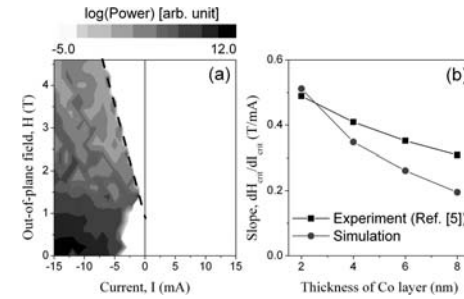 log(Power) [arb. unit]
-5.0 12.0
(a)
Out-of-plane field, H (T)
4
3
2
1
0
-15 -10 -5 0 5 10 15
Current, I (mA)
(b)
Slope, dH_crit/dI_crit (T/mA)
0.6
0.4
0.2
0.0
Experiment (Ref. [5])
Simulation
2 4 6 8
Thickness of Co layer (nm)